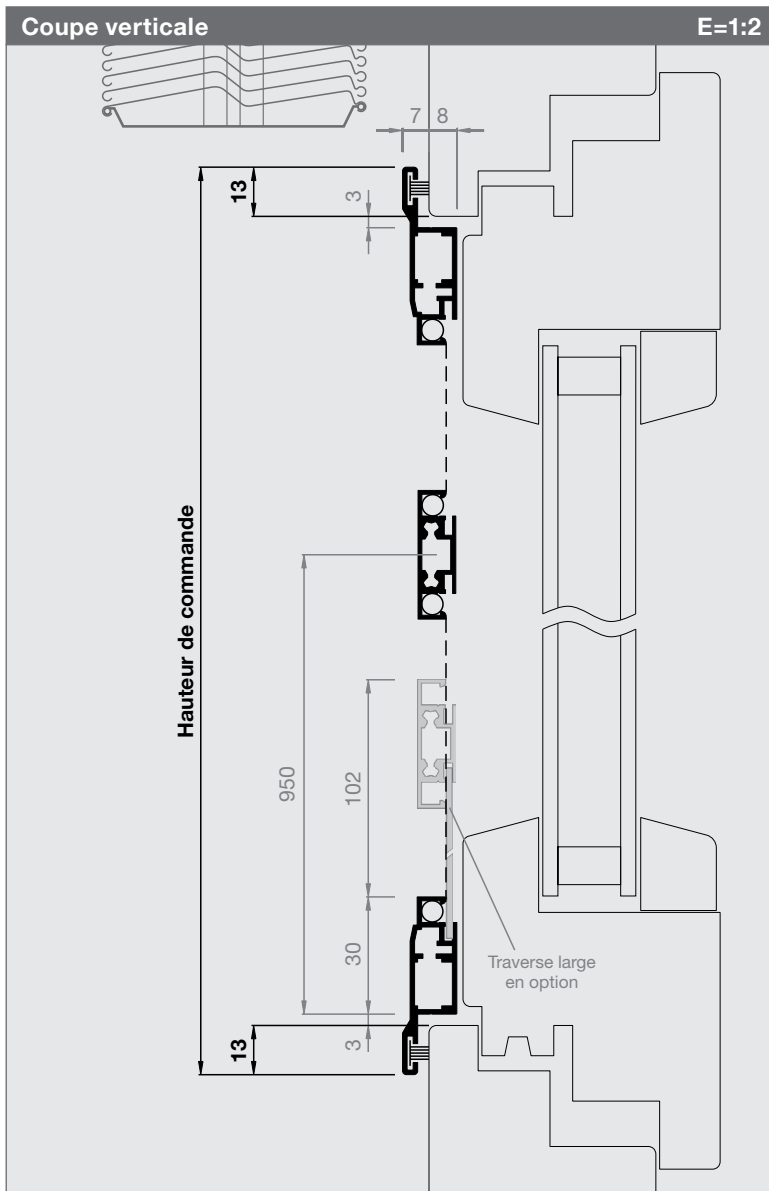 Coupe verticale
E=1:2
7
8
13
3
Hauteur de commande
950
102
30
Traverse large
en option
13
3